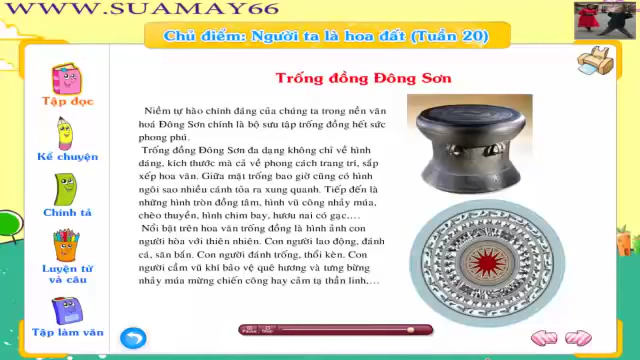 WWW.SUAMAY66
Chủ điểm: Người ta là hoa đất (Tuần 20)
Trống đồng Đông Sơn
Tập đọc
Kể chuyện
Chính tả
Luyện từ
và câu
Tập làm văn
Niềm tự hào chính đáng của chúng ta trong nền văn
hoá Đông Sơn chính là bộ sưu tập trống đồng hết sức
phong phú.
Trống đồng Đông Sơn đa dạng không chỉ về hình
dáng, kích thước mà cả về phong cách trang trí, sắp
xếp hoa văn. Giữa mặt trống bao giờ cũng có hình
ngôi sao nhiều cánh tỏa ra xung quanh. Tiếp đến là
những hình tròn đồng tâm, hình vũ công nhảy múa,
chèo thuyền, hình chim bay, hươu nai có gạc,...
Nổi bật trên hoa văn trống đồng là hình ảnh con
người hòa với thiên nhiên. Con người lao động, đánh
cá, săn bắn. Con người đánh trống, thổi kèn. Con
người cầm vũ khí bảo vệ quê hương và tưng bừng
nhảy múa mừng chiến công hay cảm tạ thần linh,...